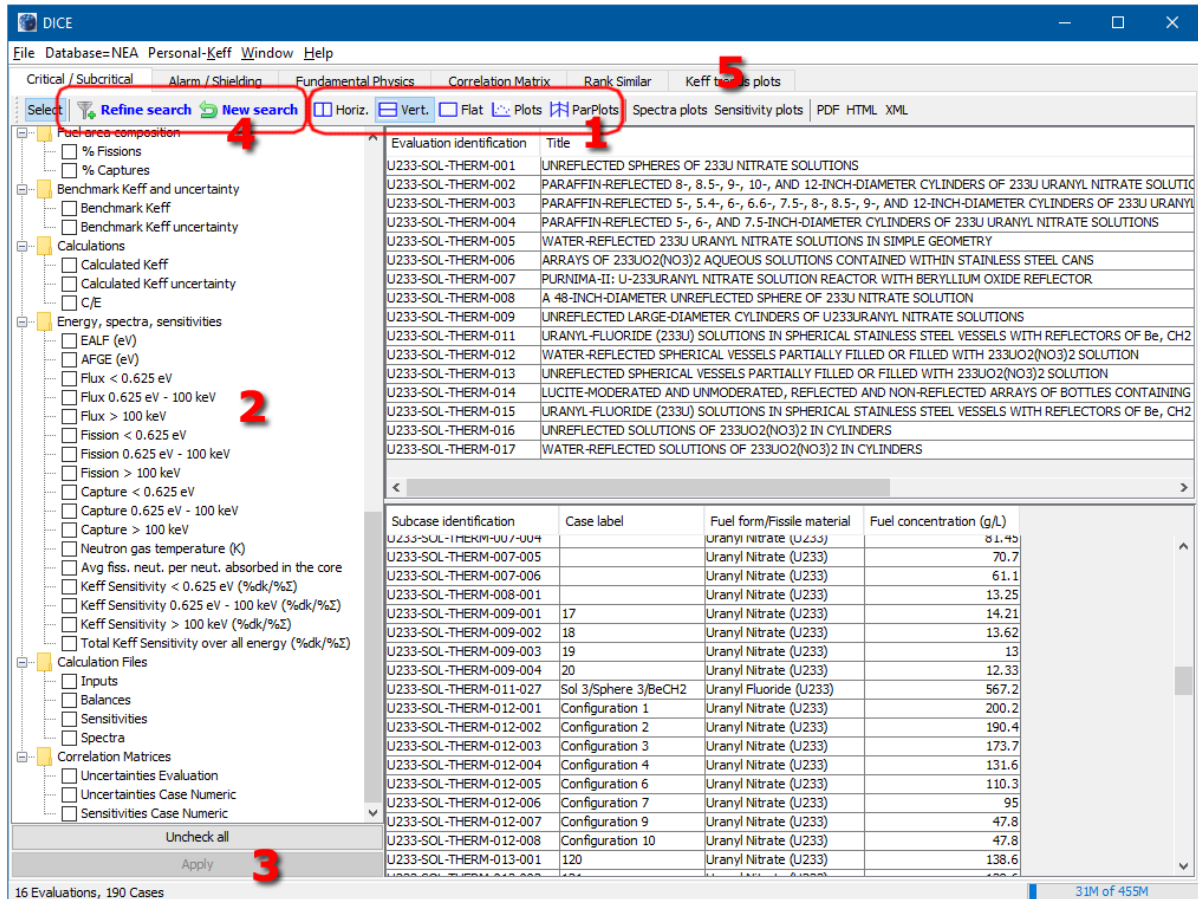 DICE
File Database=NEA Personal-Keff Window Help
Critical / Subcritical Alarm / Shielding Fundamental Physics Correlation Matrix Rank Similar Keff trends plots
5
Select Refine search New search Horiz. Vert. Flat Plots ParPlots Spectra plots Sensitivity plots PDF HTML XML
4
1
Fuel area composition
% Fissions
% Captures
Benchmark Keff and uncertainty
Benchmark Keff
Benchmark Keff uncertainty
Calculations
Calculated Keff
Calculated Keff uncertainty
C/E
Energy, spectra, sensitivities
EALF (eV)
AFGE (eV)
Flux < 0.625 eV
Flux 0.625 eV - 100 keV
Flux > 100 keV
Fission < 0.625 eV
Fission 0.625 eV - 100 keV
Fission > 100 keV
Capture < 0.625 eV
Capture 0.625 eV - 100 keV
Capture > 100 keV
Neutron gas temperature (K)
Avg fiss. neut. per neut. absorbed in the core
Keff Sensitivity < 0.625 eV (%dk/%Σ)
Keff Sensitivity 0.625 eV - 100 keV (%dk/%Σ)
Keff Sensitivity > 100 keV (%dk/%Σ)
Total Keff Sensitivity over all energy (%dk/%Σ)
Calculation Files
Inputs
Balances
Sensitivities
Spectra
Correlation Matrices
Uncertainties Evaluation
Uncertainties Case Numeric
Sensitivities Case Numeric
2
Uncheck all
Apply
3
Evaluation identification Title
U233-SOL-THERM-001 UNREFLECTED SPHERES OF 233U NITRATE SOLUTIONS
U233-SOL-THERM-002 PARAFFIN-REFLECTED 8-, 8.5-, 9-, 10-, AND 12-INCH-DIAMETER CYLINDERS OF 233U URANYL NITRATE SOLUTIO
U233-SOL-THERM-003 PARAFFIN-REFLECTED 5-, 5.4-, 6-, 6.6-, 7.5-, 8-, 8.5-, 9-, AND 12-INCH-DIAMETER CYLINDERS OF 233U URANYL
U233-SOL-THERM-004 PARAFFIN-REFLECTED 5-, 6-, AND 7.5-INCH-DIAMETER CYLINDERS OF 233U URANYL NITRATE SOLUTIONS
U233-SOL-THERM-005 WATER-REFLECTED 233U URANYL NITRATE SOLUTIONS IN SIMPLE GEOMETRY
U233-SOL-THERM-006 ARRAYS OF 233UO2(NO3)2 AQUEOUS SOLUTIONS CONTAINED WITHIN STAINLESS STEEL CANS
U233-SOL-THERM-007 PURNIMA-II: U-233URANYL NITRATE SOLUTION REACTOR WITH BERYLLIUM OXIDE REFLECTOR
U233-SOL-THERM-008 A 48-INCH-DIAMETER UNREFLECTED SPHERE OF 233U NITRATE SOLUTION
U233-SOL-THERM-009 UNREFLECTED LARGE-DIAMETER CYLINDERS OF U233URANYL NITRATE SOLUTIONS
U233-SOL-THERM-011 URANYL-FLUORIDE (233U) SOLUTIONS IN SPHERICAL STAINLESS STEEL VESSELS WITH REFLECTORS OF Be, CH2
U233-SOL-THERM-012 WATER-REFLECTED SPHERICAL VESSELS PARTIALLY FILLED OR FILLED WITH 233UO2(NO3)2 SOLUTION
U233-SOL-THERM-013 UNREFLECTED SPHERICAL VESSELS PARTIALLY FILLED OR FILLED WITH 233UO2(NO3)2 SOLUTION
U233-SOL-THERM-014 LUCITE-MODERATED AND UNMODERATED, REFLECTED AND NON-REFLECTED ARRAYS OF BOTTLES CONTAINING
U233-SOL-THERM-015 URANYL-FLUORIDE (233U) SOLUTIONS IN SPHERICAL STAINLESS STEEL VESSELS WITH REFLECTORS OF Be, CH2
U233-SOL-THERM-016 UNREFLECTED SOLUTIONS OF 233UO2(NO3)2 IN CYLINDERS
U233-SOL-THERM-017 WATER-REFLECTED SOLUTIONS OF 233UO2(NO3)2 IN CYLINDERS
Subcase identification Case label Fuel form/Fissile material Fuel concentration (g/L)
U233-SOL-THERM-007-004 Uranyl Nitrate (U233) 81.45
U233-SOL-THERM-007-005 Uranyl Nitrate (U233) 70.7
U233-SOL-THERM-007-006 Uranyl Nitrate (U233) 61.1
U233-SOL-THERM-008-001 Uranyl Nitrate (U233) 13.25
U233-SOL-THERM-009-001 17 Uranyl Nitrate (U233) 14.21
U233-SOL-THERM-009-002 18 Uranyl Nitrate (U233) 13.62
U233-SOL-THERM-009-003 19 Uranyl Nitrate (U233) 13
U233-SOL-THERM-009-004 20 Uranyl Nitrate (U233) 12.33
U233-SOL-THERM-011-027 Sol 3/Sphere 3/BeCH2 Uranyl Fluoride (U233) 567.2
U233-SOL-THERM-012-001 Configuration 1 Uranyl Nitrate (U233) 200.2
U233-SOL-THERM-012-002 Configuration 2 Uranyl Nitrate (U233) 190.4
U233-SOL-THERM-012-003 Configuration 3 Uranyl Nitrate (U233) 173.7
U233-SOL-THERM-012-004 Configuration 4 Uranyl Nitrate (U233) 131.6
U233-SOL-THERM-012-005 Configuration 6 Uranyl Nitrate (U233) 110.3
U233-SOL-THERM-012-006 Configuration 7 Uranyl Nitrate (U233) 95
U233-SOL-THERM-012-007 Configuration 9 Uranyl Nitrate (U233) 47.8
U233-SOL-THERM-012-008 Configuration 10 Uranyl Nitrate (U233) 47.8
U233-SOL-THERM-013-001 120 Uranyl Nitrate (U233) 138.6
16 Evaluations, 190 Cases 31M of 455M